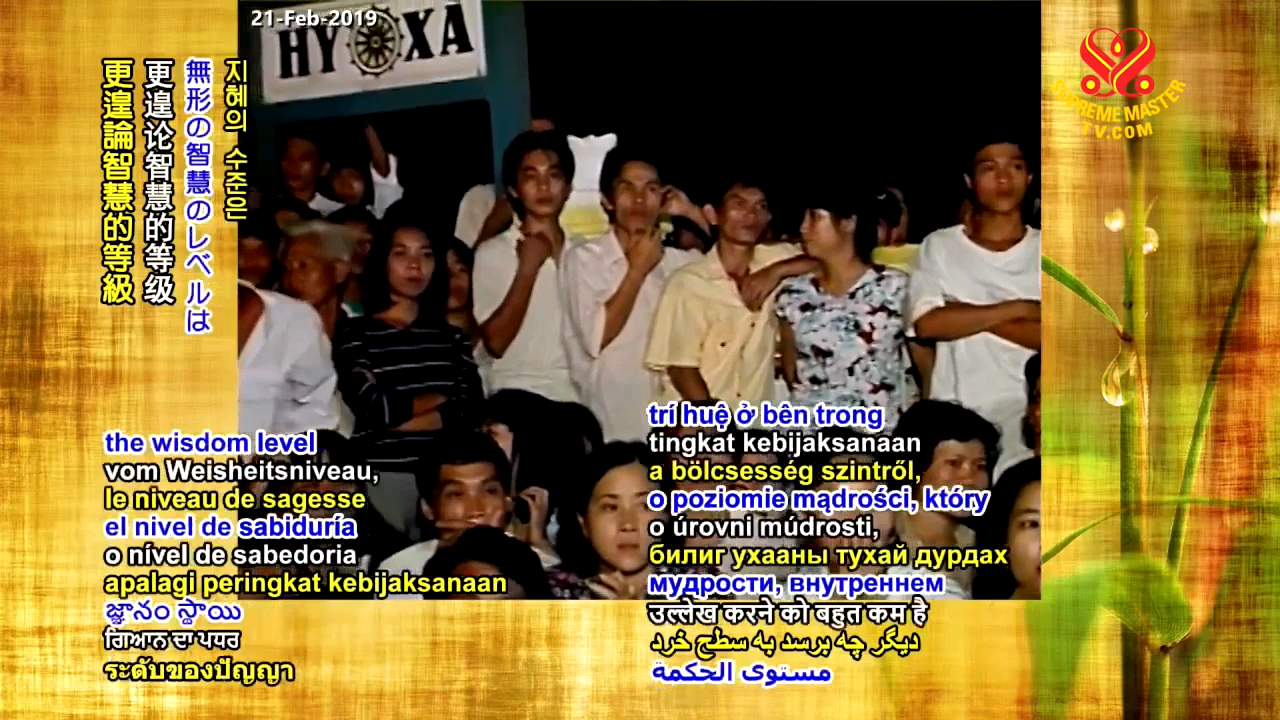 21-Feb-2019
HY XA
SUPREME MASTER
TV.COM
지혜의 수준은
無形の智慧のレベルは
更遑论智慧的等级
更遑論智慧的等級
the wisdom level
vom Weisheitsniveau,
le niveau de sagesse
el nivel de sabiduría
o nível de sabedoria
apalagi peringkat kebijaksanaan
జ్ఞానం స్థాయి
ਗਿਆਨ ਦਾ ਪਧਰ
ระดับของปัญญา
trí huệ ở bên trong
tingkat kebijaksanaan
a bölcsesség szintről,
o poziomie mądrości, który
o úrovni múdrosti,
билиг ухааны тухай дурдах
мудрости, внутреннем
उल्लेख करने को बहुत कम है
دیگر چه برسد به سطح خرد
مستوى الحكمة